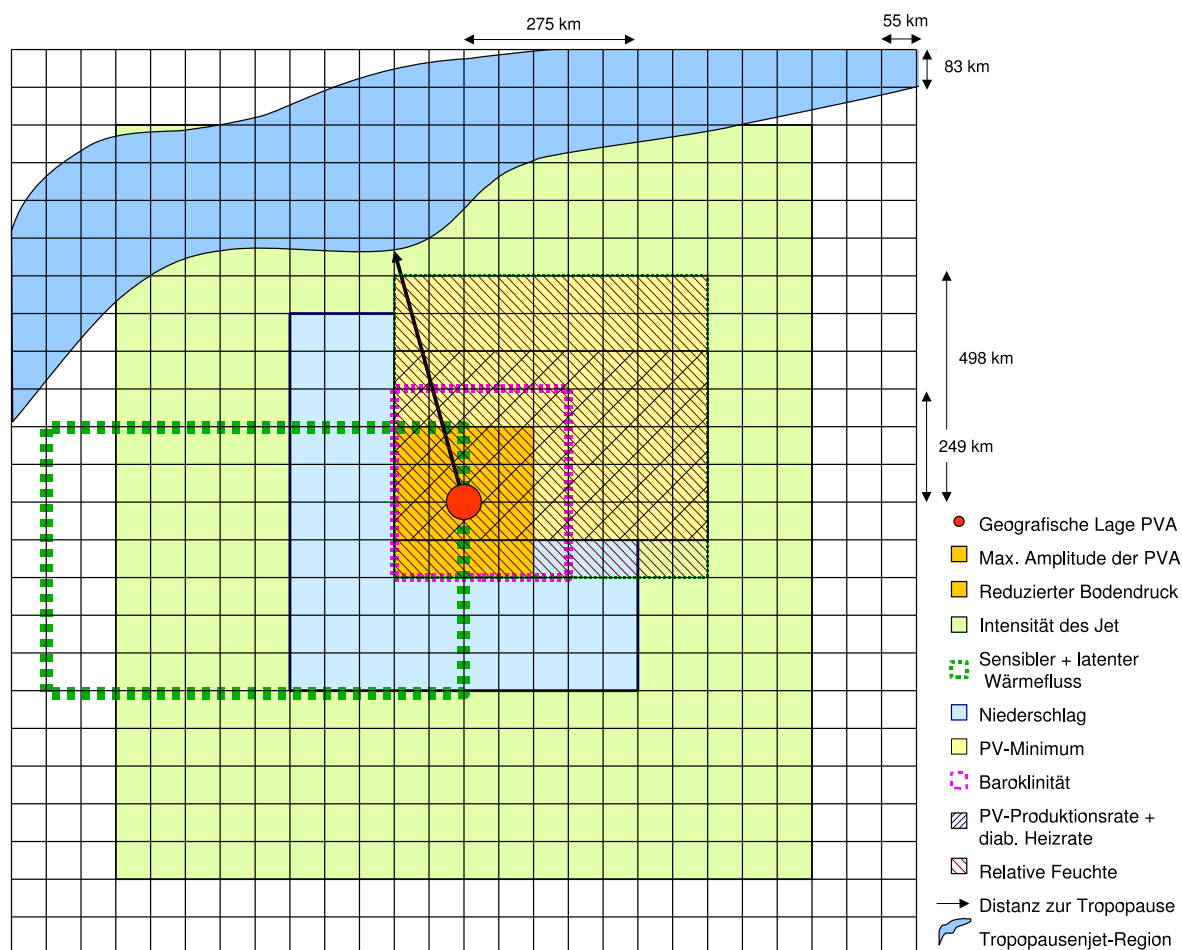 275 km
55 km
83 km
498 km
249 km
Geografische Lage PVA
Max. Amplitude der PVA
Reduzierter Bodendruck
Intensität des Jet
Sensibler + latenter
Wärmefluss
Niederschlag
PV-Minimum
Baroklinität
PV-Produktionsrate +
diab. Heizrate
Relative Feuchte
Distanz zur Tropopause
Tropopausenjet-Region